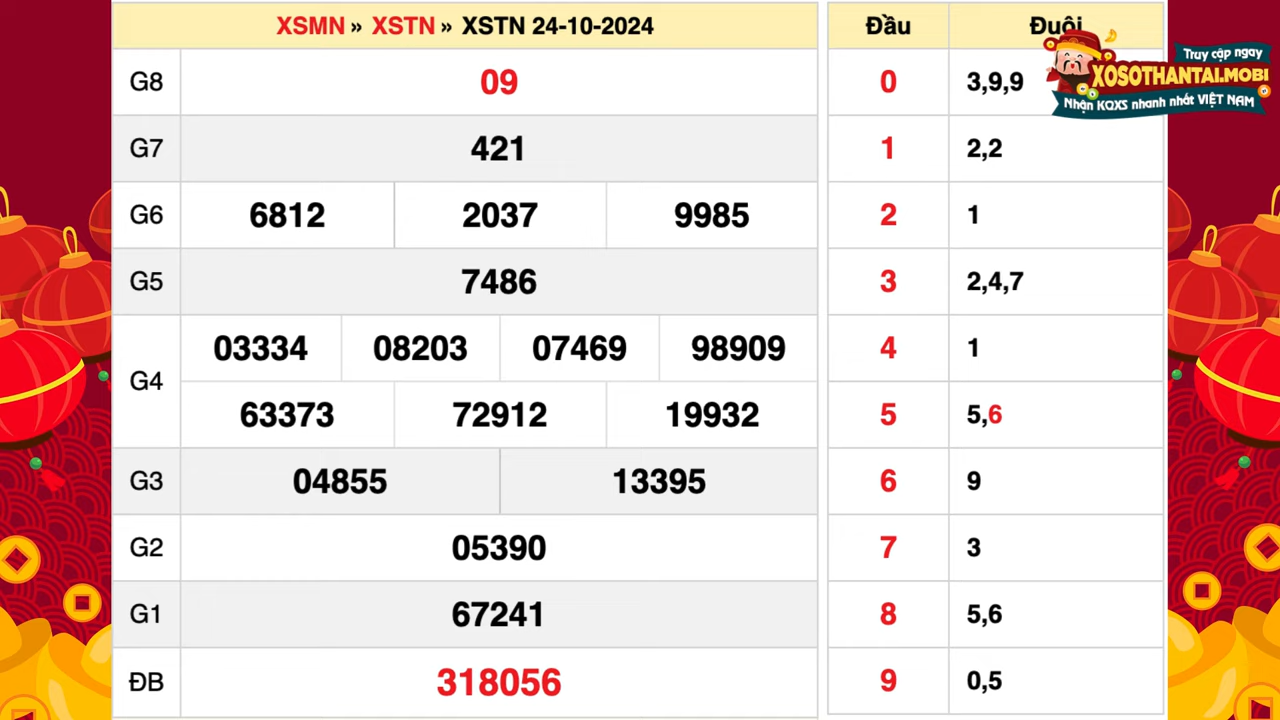 XSMN » XSTN » XSTN 24-10-2024
G8 09
G7 421
G6 6812 2037 9985
G5 7486
G4 03334 08203 07469 98909
63373 72912 19932
G3 04855 13395
G2 05390
G1 67241
ĐB 318056
Đầu Đuôi
0 3,9,9
1 2,2
2 1
3 2,4,7
4 1
5 5,6
6 9
7 3
8 5,6
9 0,5
Truy cập ngay
XOSOTHANTAI.MOBI
Nhận KQXS nhanh nhất VIỆT NAM